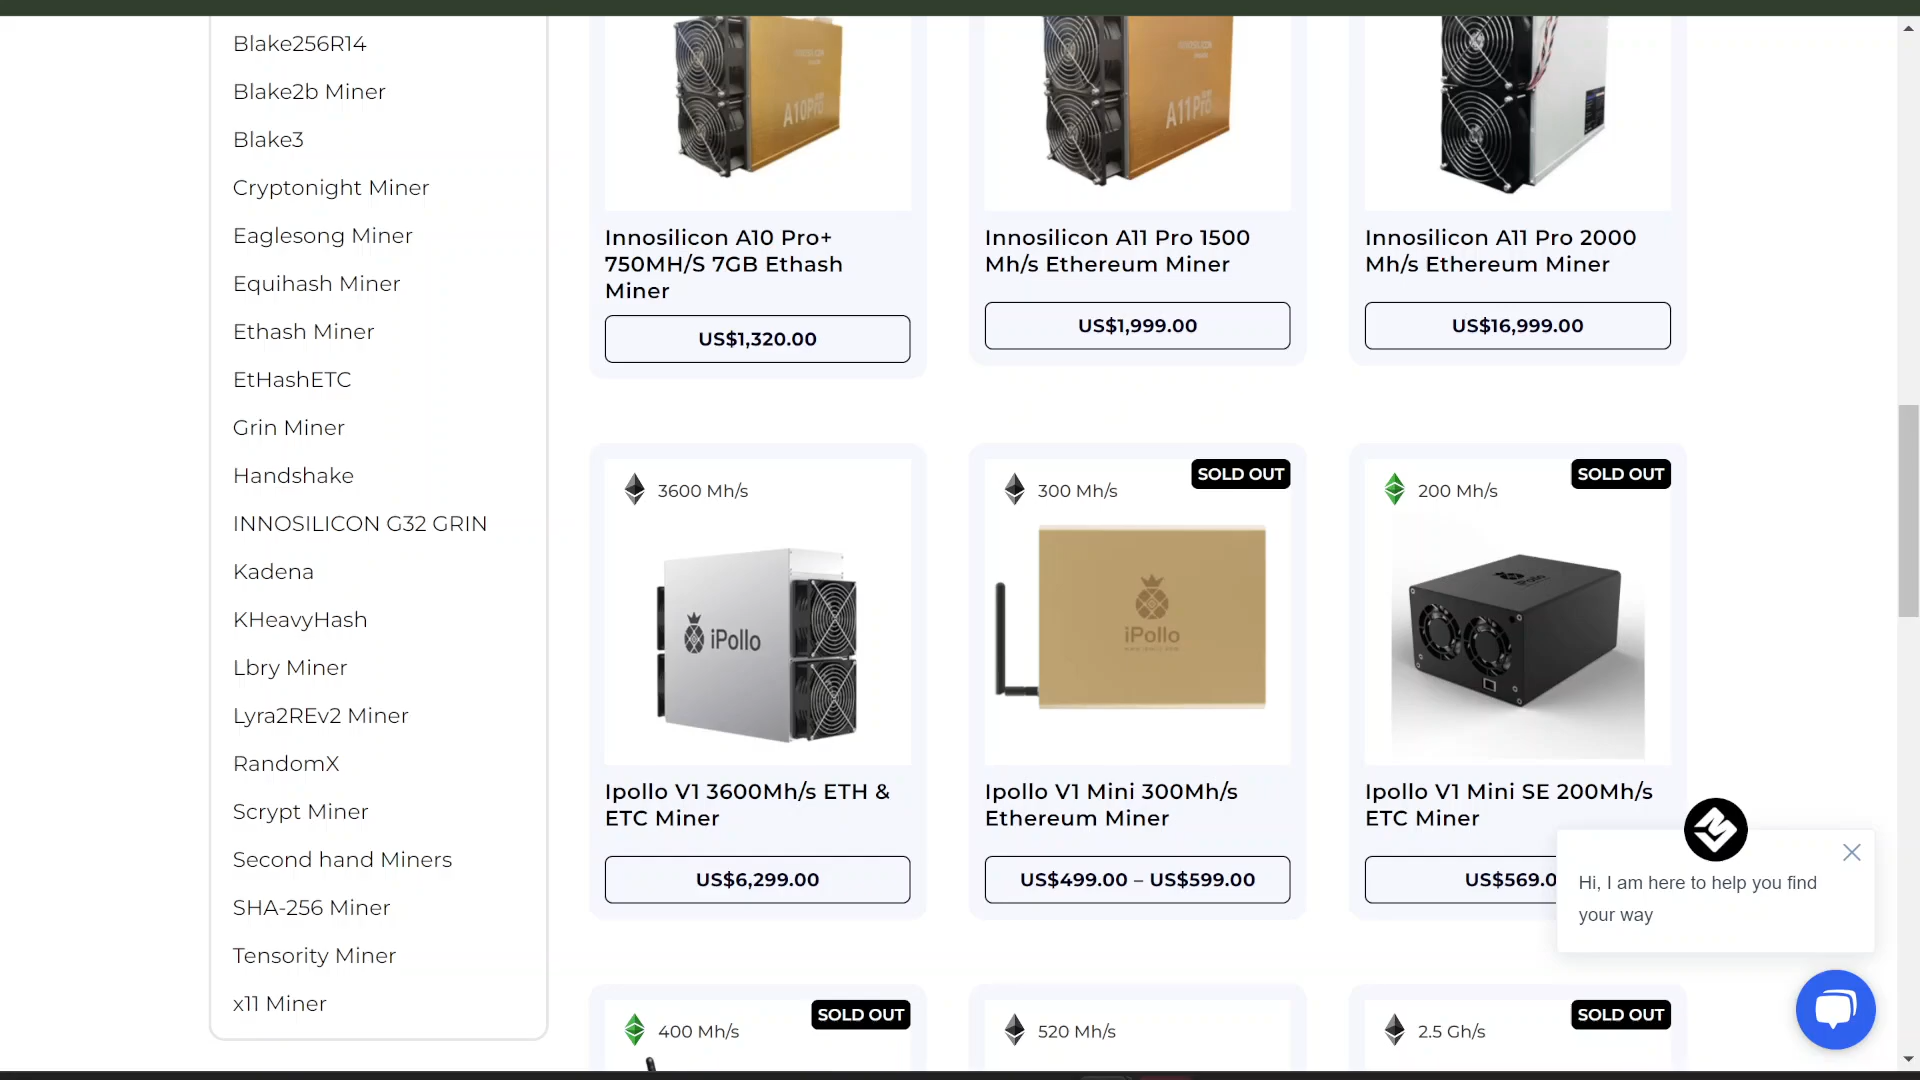 Blake256R14
Blake2b Miner
Blake3
Cryptonight Miner
Eaglesong Miner
Equihash Miner
Ethash Miner
EtHashETC
Grin Miner
Handshake
INNOSILICON G32 GRIN
Kadena
KHeavyHash
Lbry Miner
Lyra2REv2 Miner
RandomX
Scrypt Miner
Second hand Miners
SHA-256 Miner
Tensority Miner
x11 Miner
A10Pro
Innosilicon A10 Pro+
750MH/S 7GB Ethash
Miner
US$1,320.00
A11Pro
Innosilicon A11 Pro 1500
Mh/s Ethereum Miner
US$1,999.00
Innosilicon A11 Pro 2000
Mh/s Ethereum Miner
US$16,999.00
3600 Mh/s
iPollo
Ipollo V1 3600Mh/s ETH &
ETC Miner
US$6,299.00
300 Mh/s
SOLD OUT
iPollo
Ipollo V1 Mini 300Mh/s
Ethereum Miner
US$499.00 – US$599.00
200 Mh/s
SOLD OUT
iPollo
Ipollo V1 Mini SE 200Mh/s
ETC Miner
US$569.0
Hi, I am here to help you find
your way
400 Mh/s
SOLD OUT
520 Mh/s
2.5 Gh/s
SOLD OUT